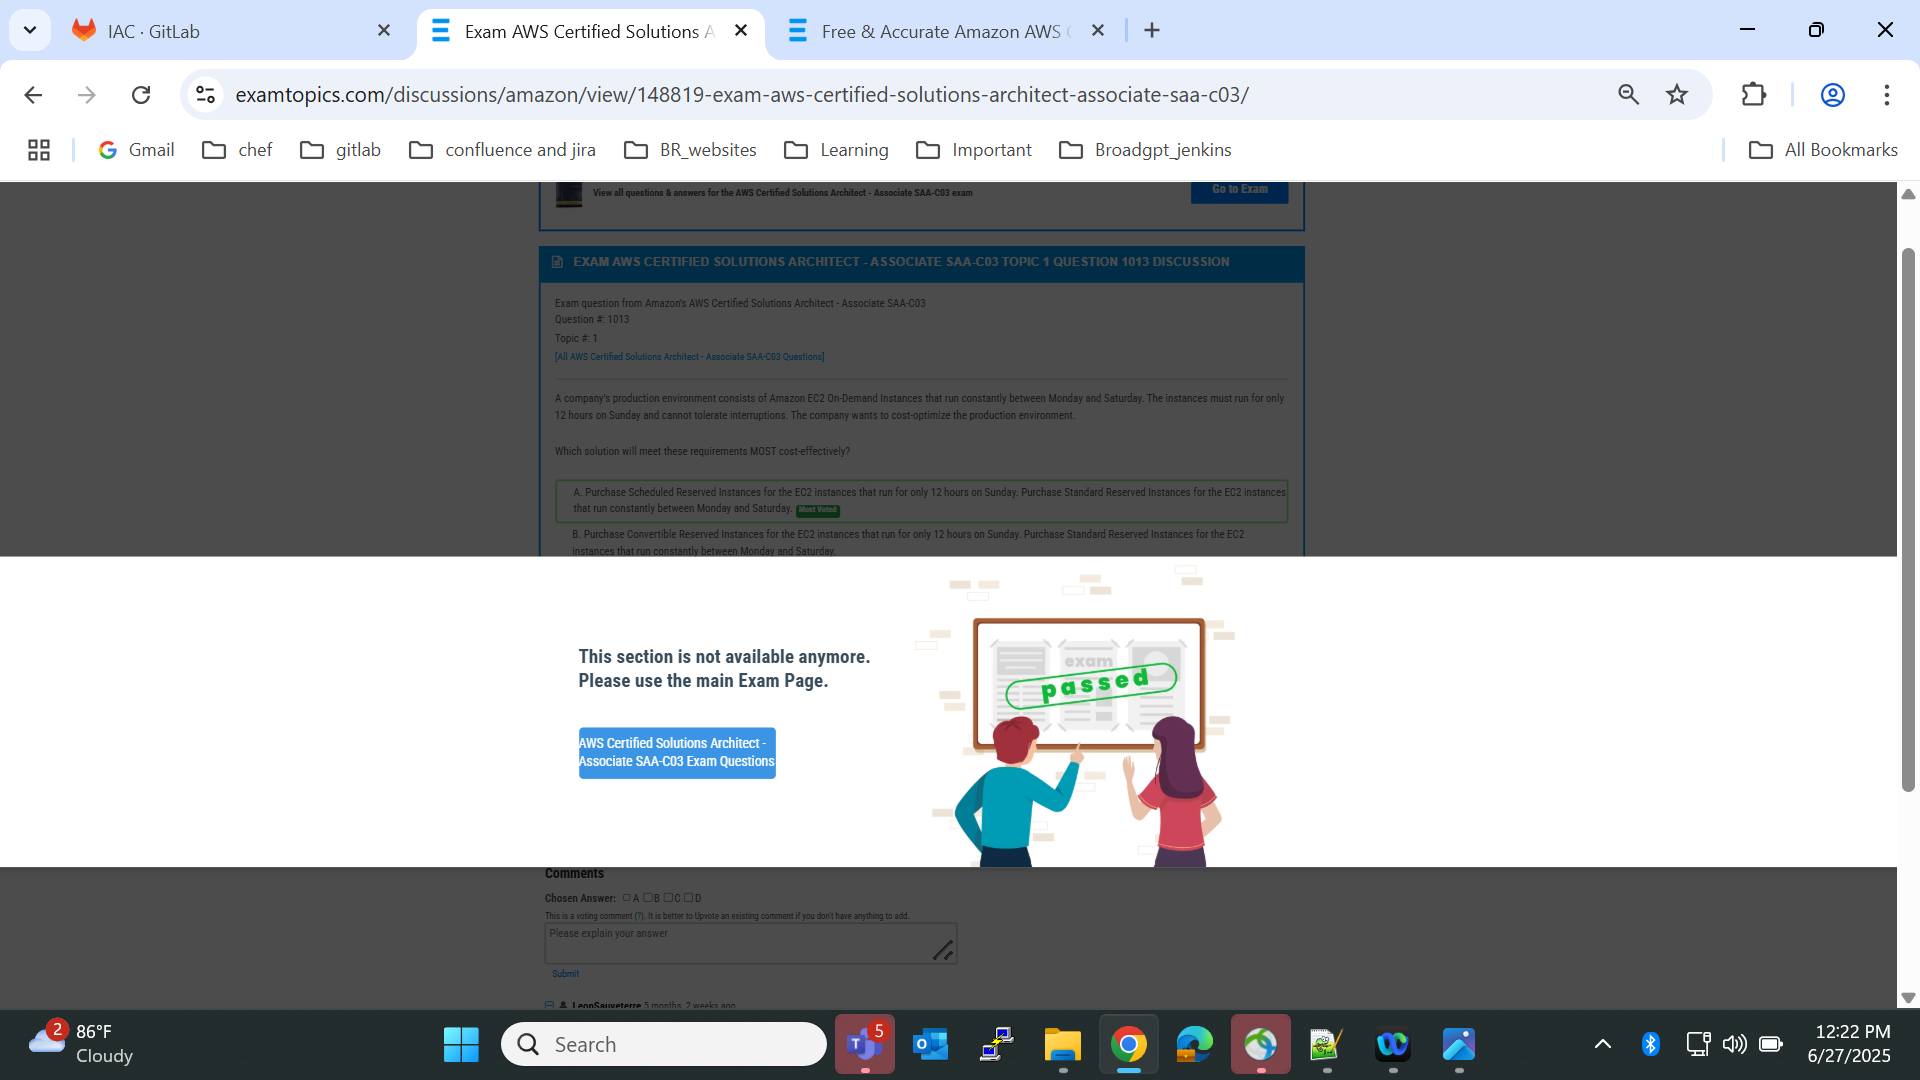 IAC · GitLab
Exam AWS Certified Solutions A
Free & Accurate Amazon AWS C
examtopics.com/discussions/amazon/view/148819-exam-aws-certified-solutions-architect-associate-saa-c03/
Gmail
chef
gitlab
confluence and jira
BR_websites
Learning
Important
Broadgpt_jenkins
All Bookmarks
View all questions & answers for the AWS Certified Solutions Architect - Associate SAA-C03 exam
Go to Exam
EXAM AWS CERTIFIED SOLUTIONS ARCHITECT - ASSOCIATE SAA-C03 TOPIC 1 QUESTION 1013 DISCUSSION
Exam question from Amazon's AWS Certified Solutions Architect - Associate SAA-C03
Question #: 1013
Topic #: 1
[All AWS Certified Solutions Architect - Associate SAA-C03 Questions]
A company's production environment consists of Amazon EC2 On-Demand Instances that run constantly between Monday and Saturday. The instances must run for only
12 hours on Sunday and cannot tolerate interruptions. The company wants to cost-optimize the production environment.
Which solution will meet these requirements MOST cost-effectively?
A. Purchase Scheduled Reserved Instances for the EC2 instances that run for only 12 hours on Sunday. Purchase Standard Reserved Instances for the EC2 instances
that run constantly between Monday and Saturday. Most Voted
B. Purchase Convertible Reserved Instances for the EC2 instances that run for only 12 hours on Sunday. Purchase Standard Reserved Instances for the EC2
instances that run constantly between Monday and Saturday.
This section is not available anymore.
Please use the main Exam Page.
AWS Certified Solutions Architect -
Associate SAA-C03 Exam Questions
exam
passed
Comments
Chosen Answer: A B C D
This is a voting comment (?). It is better to Upvote an existing comment if you don't have anything to add.
Please explain your answer
Submit
LeonSauveterre 5 months, 2 weeks ago
2
86°F
Cloudy
Search
5
12:22 PM
6/27/2025